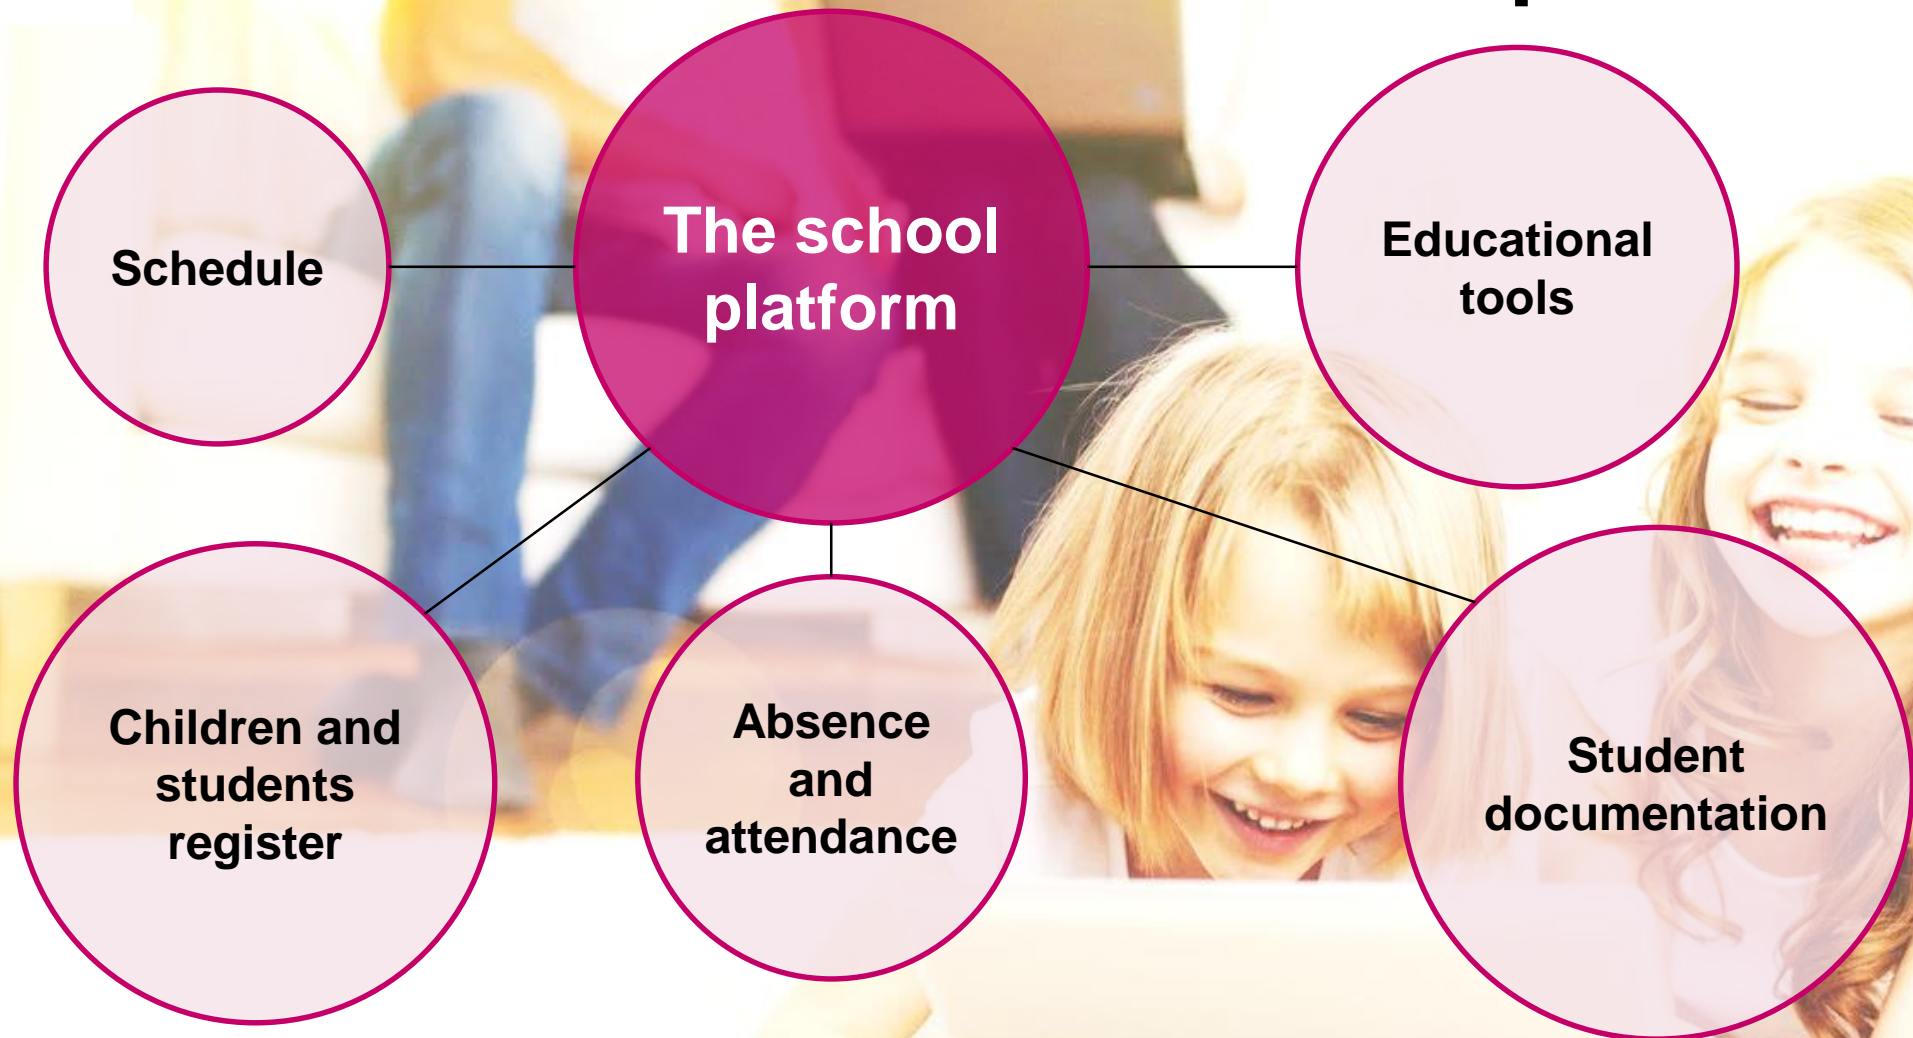 The school
platform
Schedule
Educational
tools
Children and
students
register
Absence
and
attendance
Student
documentation